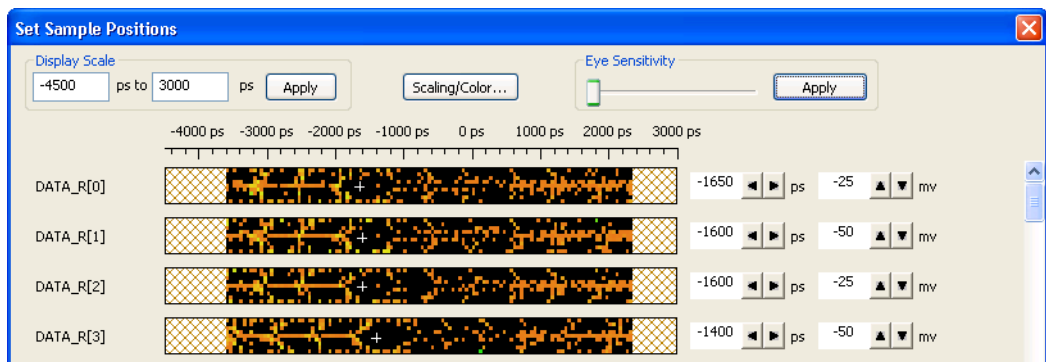 Set Sample Positions
Display Scale
Eye Sensitivity
-4500 ps to 3000 ps Apply Scaling/Color... Apply
-4000 ps -3000 ps -2000 ps -1000 ps 0 ps 1000 ps 2000 ps 3000 ps
DATA_R[0] -1650 ps -25 mv
DATA_R[1] -1600 ps -50 mv
DATA_R[2] -1600 ps -25 mv
DATA_R[3] -1400 ps -50 mv